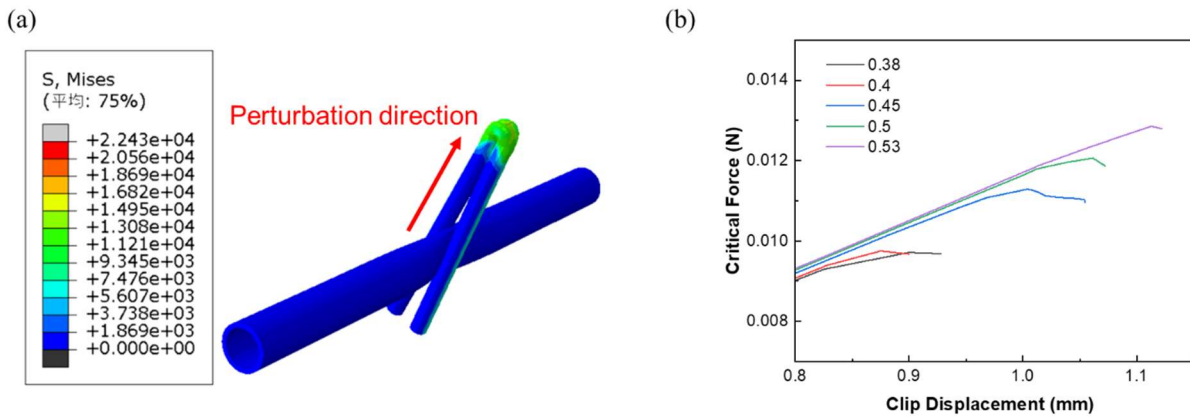 (a)
S, Mises
(平均: 75%)
+2.243e+04
+2.056e+04
+1.869e+04
+1.682e+04
+1.495e+04
+1.308e+04
+1.121e+04
+9.345e+03
+7.476e+03
+5.607e+03
+3.738e+03
+1.869e+03
+0.000e+00
Perturbation direction
(b)
0.38
0.4
0.45
0.5
0.53
0.014
0.012
0.010
0.008
Critical Force (N)
0.8
0.9
1.0
1.1
Clip Displacement (mm)